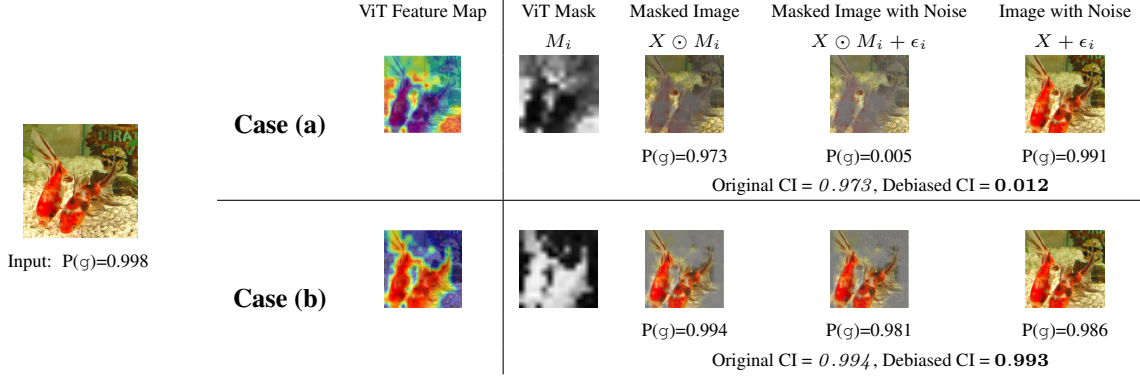 ViT Feature Map ViT Mask Masked Image Masked Image with Noise Image with Noise
M_i X ⊙ M_i X ⊙ M_i + ϵ_i X + ϵ_i
Case (a)
PIRAT
P(g)=0.973 P(g)=0.005 P(g)=0.991
Original CI = 0.973, Debiased CI = 0.012
Input: P(g)=0.998
Case (b)
P(g)=0.994 P(g)=0.981 P(g)=0.986
Original CI = 0.994, Debiased CI = 0.993